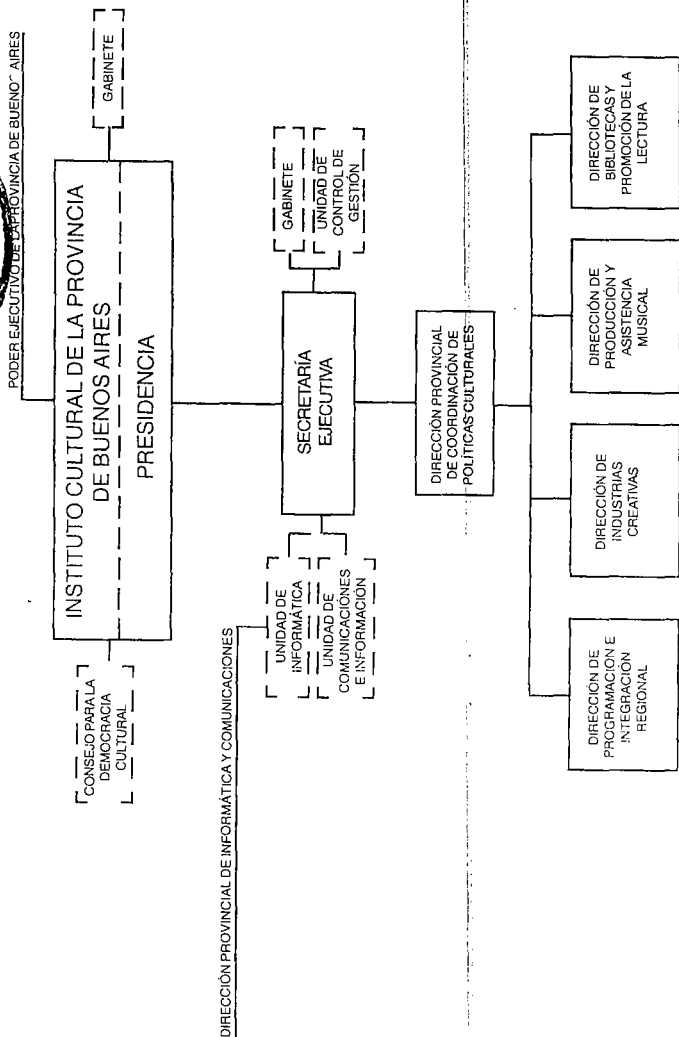 PODER EJECUTIVO DE LA PROVINCIA DE BUENOS AIRES
INSTITUTO CULTURAL DE LA PROVINCIA
DE BUENOS AIRES
PRESIDENCIA
GABINETE
CONSEJO PARA LA
DEMOCRACIA
CULTURAL
SECRETARÍA
EJECUTIVA
GABINETE
UNIDAD DE
CONTROL DE
GESTIÓN
DIRECCIÓN PROVINCIAL DE INFORMÁTICA Y COMUNICACIONES
UNIDAD DE
INFORMÁTICA
UNIDAD DE
COMUNICACIÓNES
E INFORMACIÓN
DIRECCIÓN PROVINCIAL
DE COORDINACIÓN DE
POLÍTICAS CULTURALES
DIRECCIÓN DE
PROGRAMACIÓN E
INTEGRACIÓN
REGIONAL
DIRECCIÓN DE
INDUSTRIAS
CREATIVAS
DIRECCIÓN DE
PRODUCCIÓN Y
ASISTENCIA
MUSICAL
DIRECCIÓN DE
BIBLIOTECAS Y
PROMOCIÓN DE LA
LECTURA